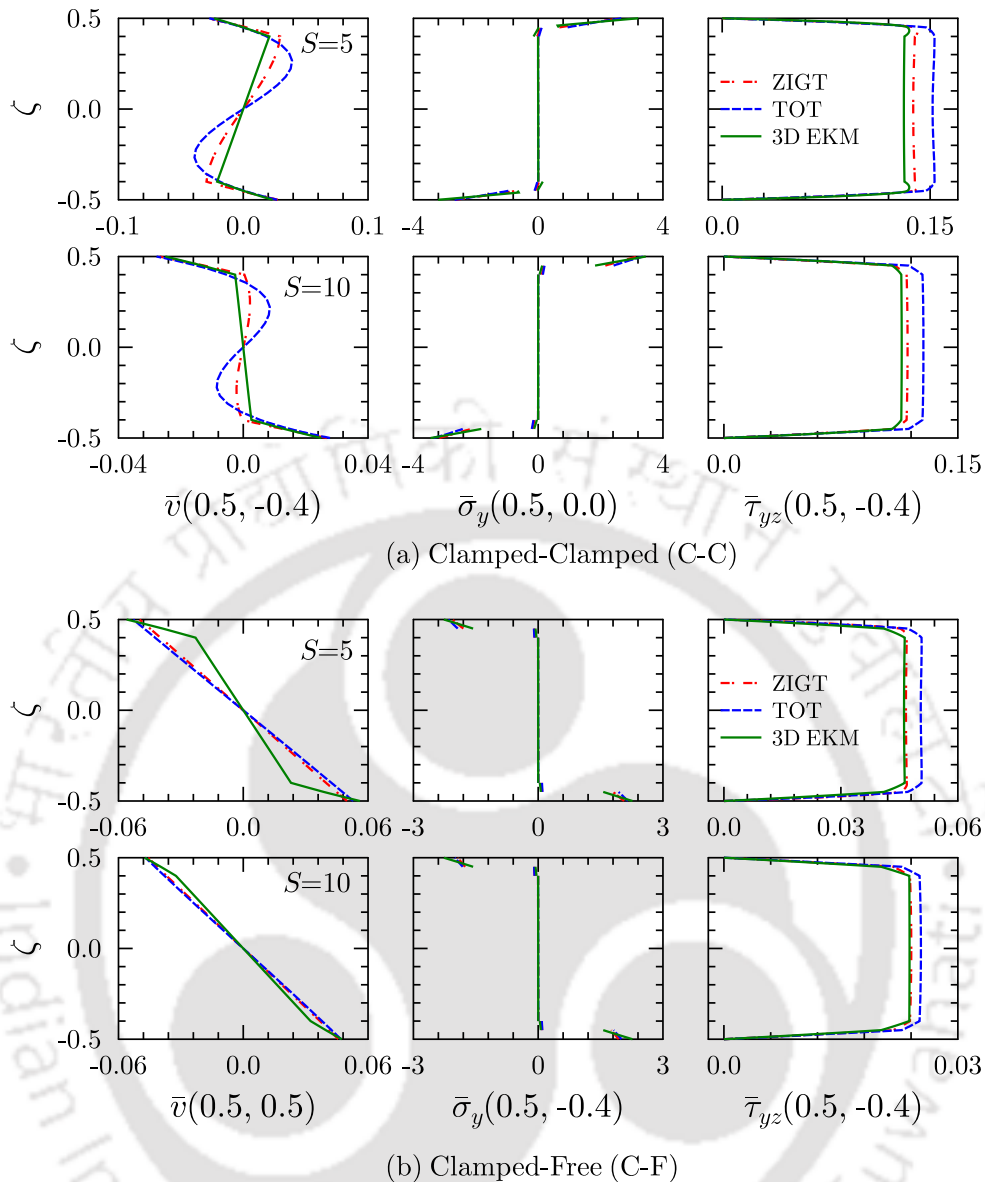 S=5
ζ
0.5
0.0
-0.5
-0.1 0.0 0.1
-4 0 4
ZIGT
TOT
3D EKM
0.0 0.15
S=10
ζ
0.5
0.0
-0.5
-0.04 0.0 0.04
-4 0 4
0.0 0.15
v̄(0.5, -0.4) σ̄y(0.5, 0.0) τ̄yz(0.5, -0.4)
(a) Clamped-Clamped (C-C)
S=5
ζ
0.5
0.0
-0.5
-0.06 0.0 0.06
-3 0 3
ZIGT
TOT
3D EKM
0.0 0.03 0.06
S=10
ζ
0.5
0.0
-0.5
-0.06 0.0 0.06
-3 0 3
0.00 0.03
v̄(0.5, 0.5) σ̄y(0.5, -0.4) τ̄yz(0.5, -0.4)
(b) Clamped-Free (C-F)
Indian In